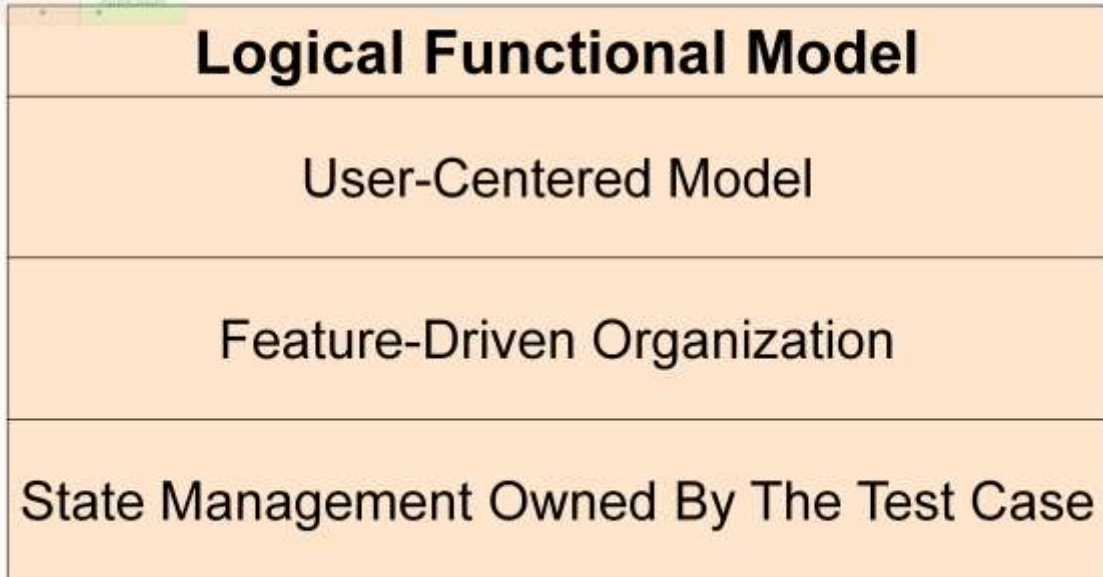 Logical Functional Model
User-Centered Model
Feature-Driven Organization
State Management Owned By The Test Case